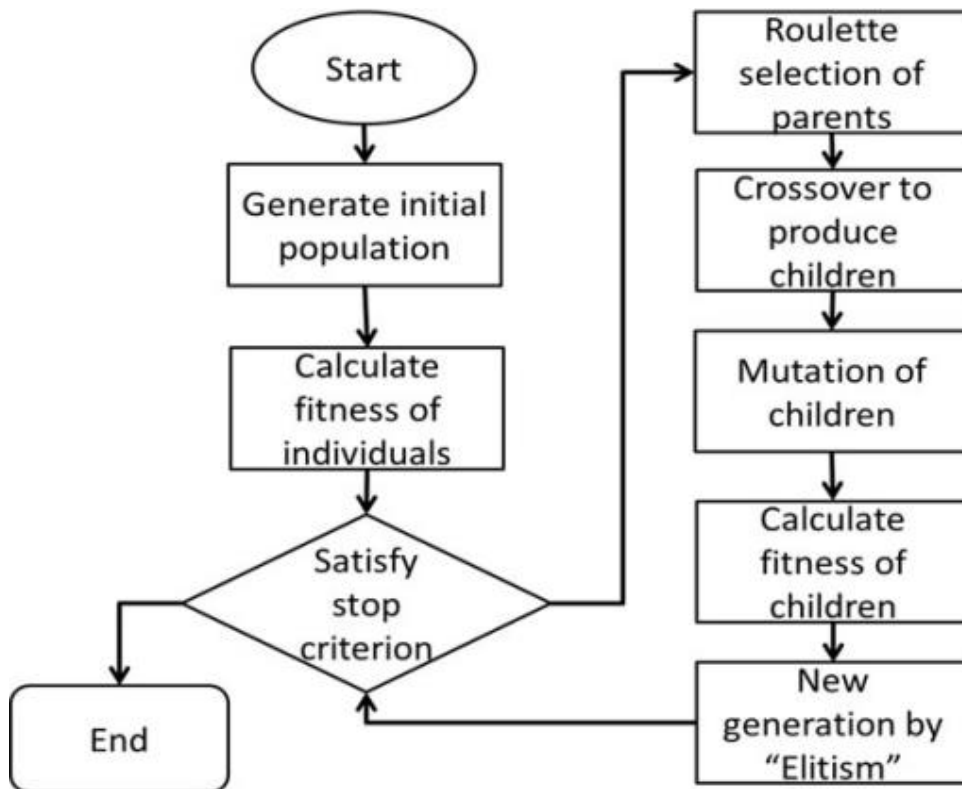 Start
Generate initial
population
Calculate
fitness of
individuals
Satisfy
stop
criterion
End
Roulette
selection of
parents
Crossover to
produce
children
Mutation of
children
Calculate
fitness of
children
New
generation by
“Elitism”